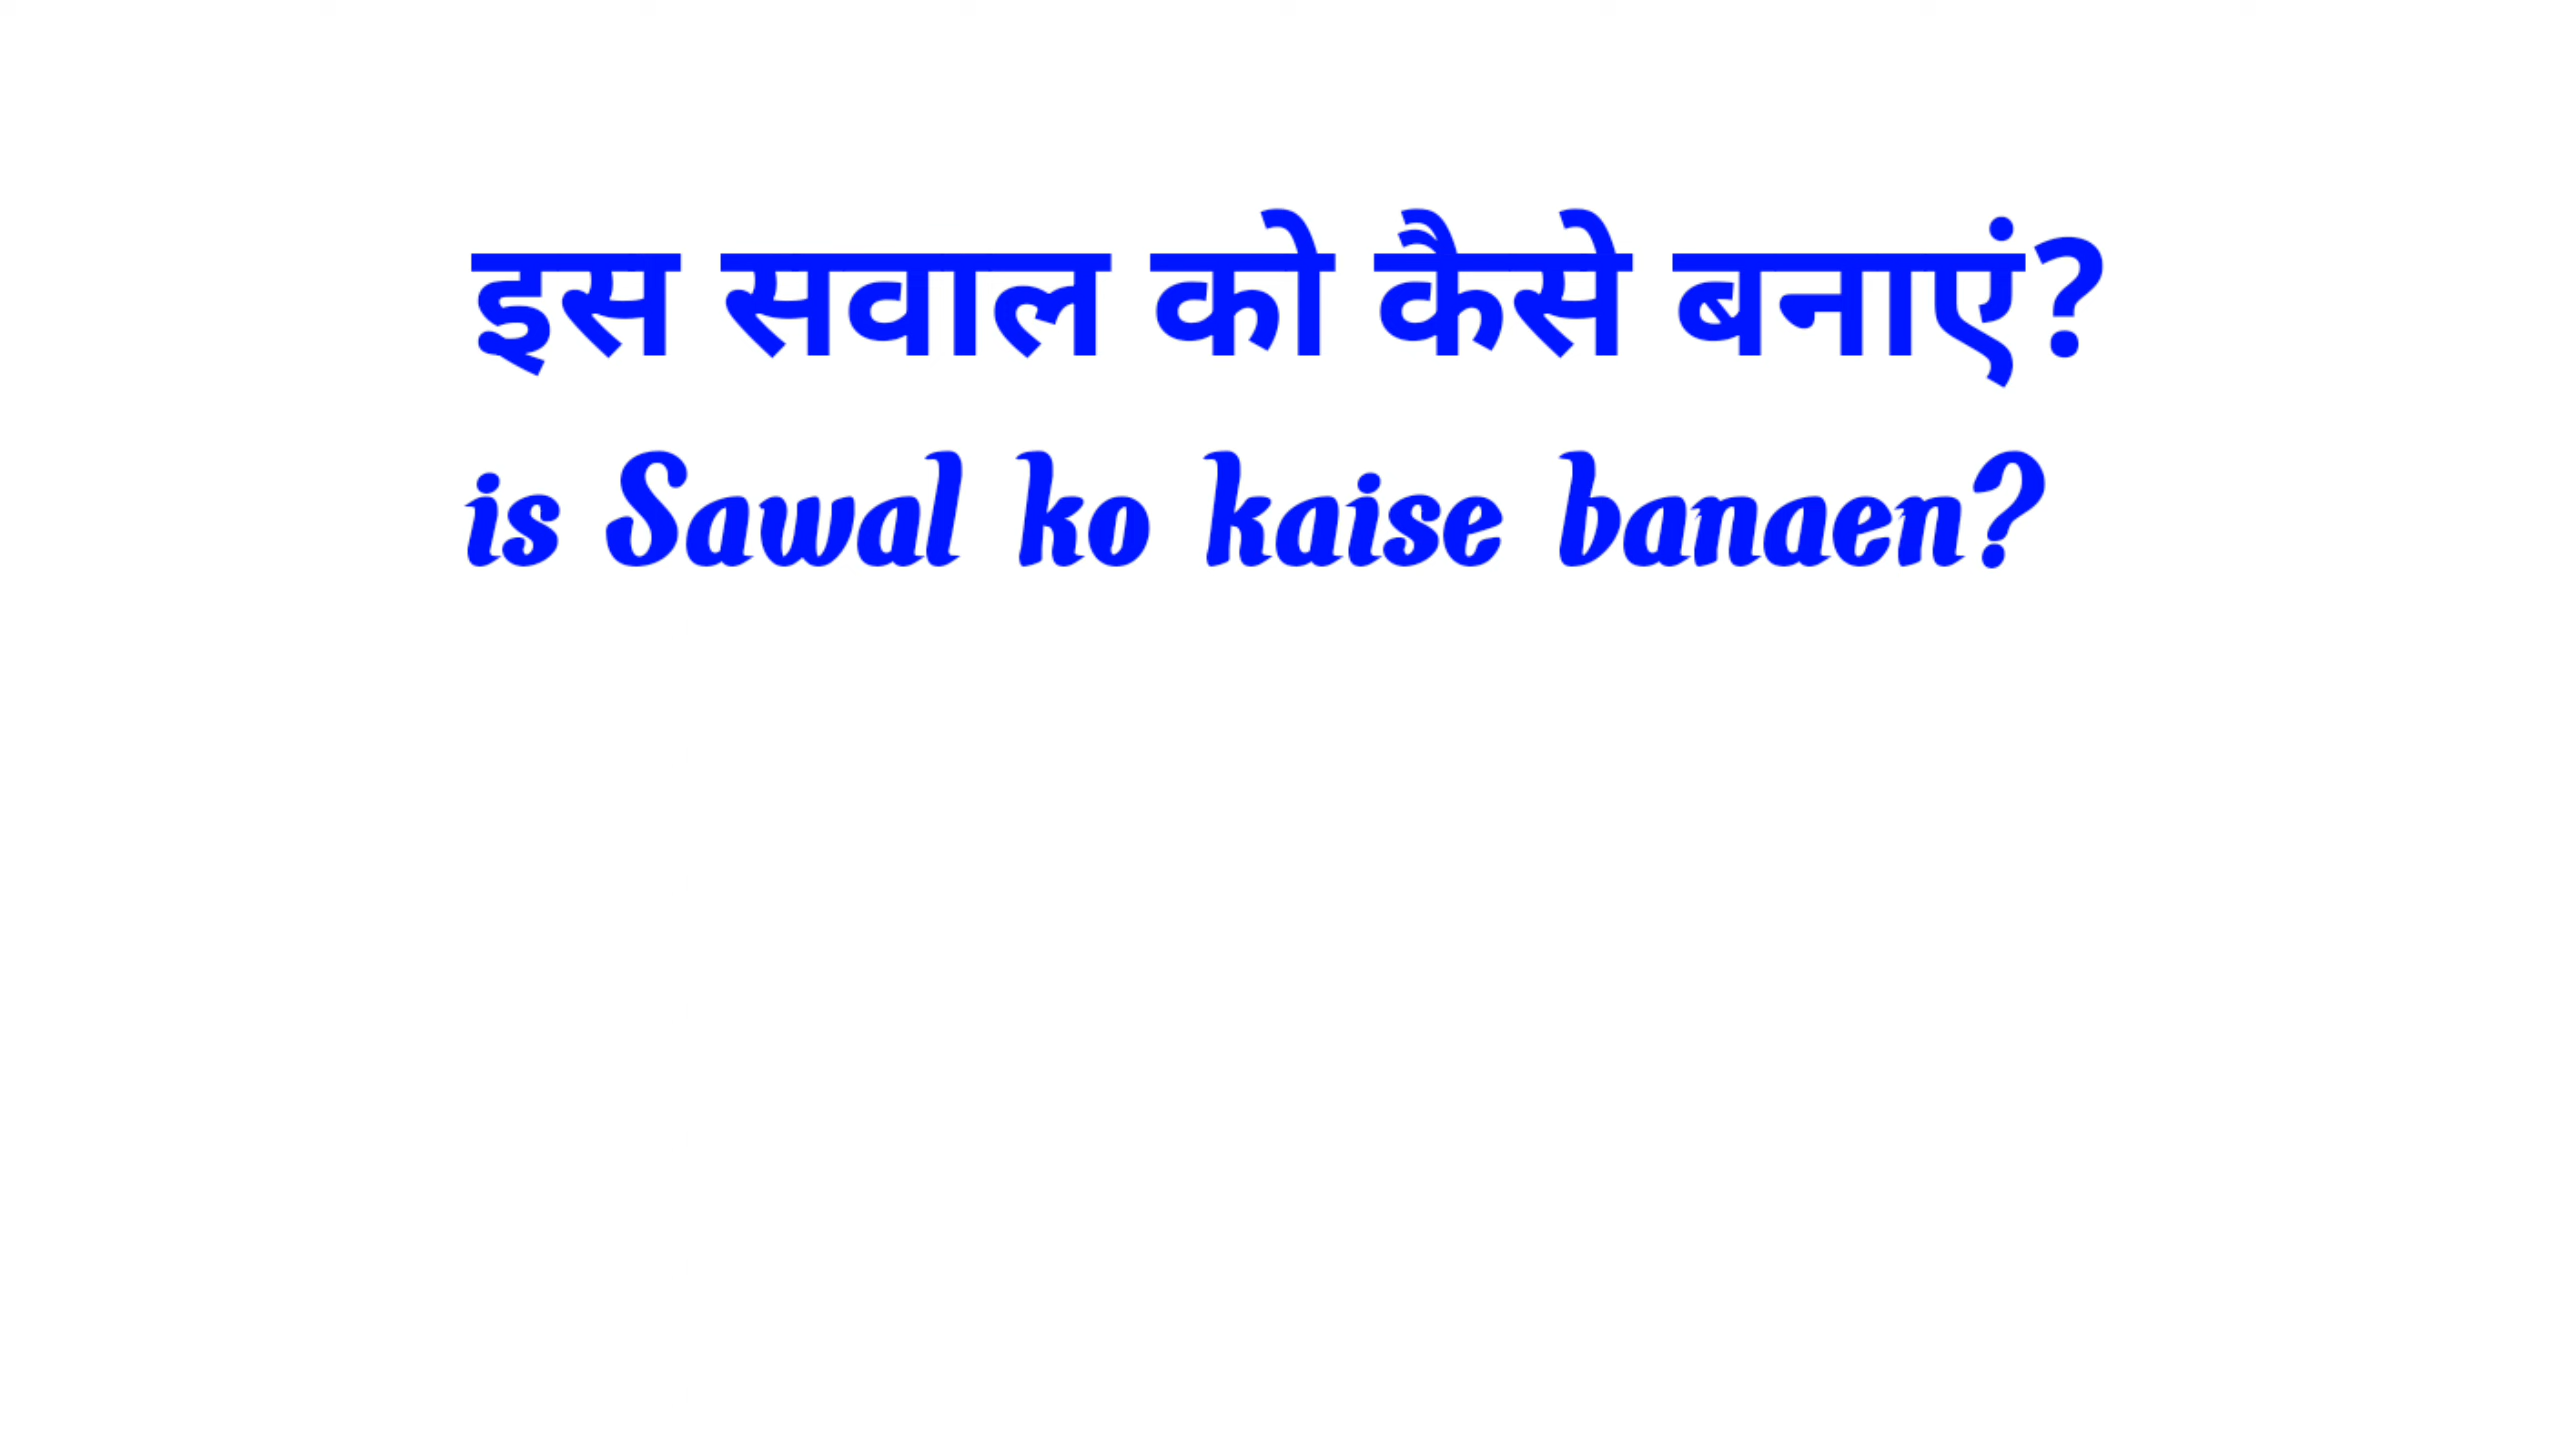 इस सवाल को कैसे बनाएं?
is Sawal ko kaise banaen?